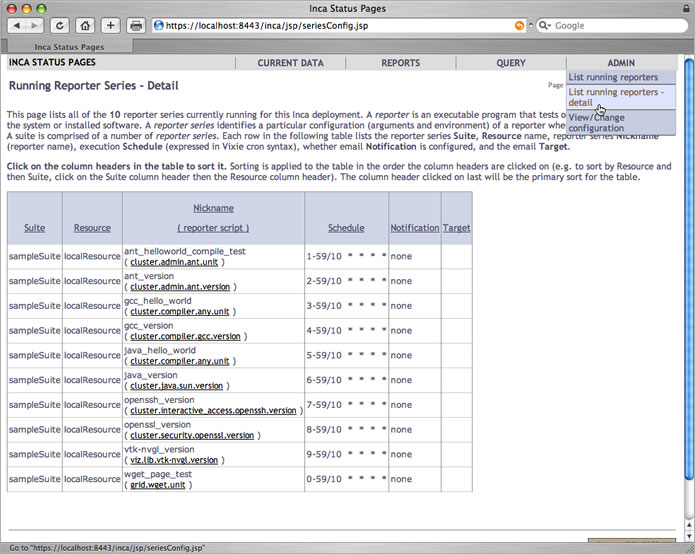 Inca Status Pages
https://localhost:8443/inca/jsp/seriesConfig.jsp
Google
Inca Status Pages
INCA STATUS PAGES CURRENT DATA REPORTS QUERY ADMIN
List running reporters
List running reporters -
detail
View/Change
configuration
Running Reporter Series - Detail
Page
This page lists all of the 10 reporter series currently running for this Inca deployment. A reporter is an executable program that tests
the system or installed software. A reporter series identifies a particular configuration (arguments and environment) of a reporter
A suite is comprised of a number of reporter series. Each row in the following table lists the reporter series Suite, Resource name, reporter series Nickname
(reporter name), execution Schedule (expressed in Vixie cron syntax), whether email Notification is configured, and the email Target.
Click on the column headers in the table to sort it. Sorting is applied to the table in the order the column headers are clicked on (e.g. to sort by Resource and
then Suite, click on the Suite column header then the Resource column header). The column header clicked on last will be the primary sort for the table.
Nickname
Suite Resource ( reporter script ) Schedule Notification Target
sampleSuite localResource ant_helloworld_compile_test 1-59/10 * * * * none
( cluster.admin.ant.unit )
sampleSuite localResource ant_version 2-59/10 * * * * none
( cluster.admin.ant.version )
sampleSuite localResource gcc_hello_world 3-59/10 * * * * none
( cluster.compiler.any.unit )
sampleSuite localResource gcc_version 4-59/10 * * * * none
( cluster.compiler.gcc.version )
sampleSuite localResource java_hello_world 5-59/10 * * * * none
( cluster.compiler.any.unit )
sampleSuite localResource java_version 6-59/10 * * * * none
( cluster.java.sun.version )
sampleSuite localResource openssh_version 7-59/10 * * * * none
( cluster.interactive_access.openssh.version )
sampleSuite localResource openssl_version 8-59/10 * * * * none
( cluster.security.openssl.version )
sampleSuite localResource vtk-nvgl_version 9-59/10 * * * * none
( viz.lib.vtk-nvgl.version )
sampleSuite localResource wget_page_test 0-59/10 * * * * none
( grid.wget.unit )
Go to "https://localhost:8443/inca/jsp/seriesConfig.jsp"